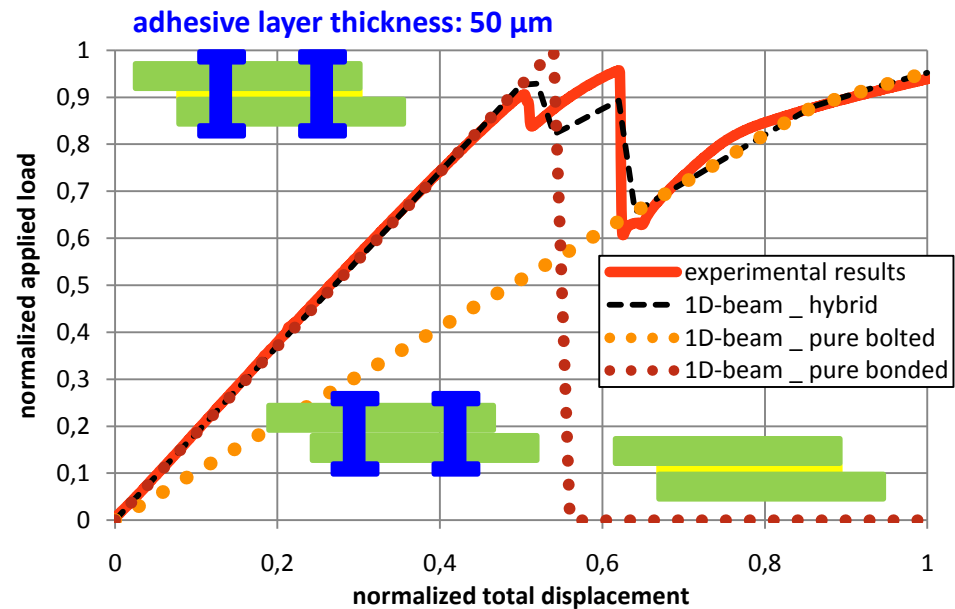 adhesive layer thickness: 50 µm
normalized applied load
1
0,9
0,8
0,7
0,6
0,5
0,4
0,3
0,2
0,1
0
experimental results
1D-beam _ hybrid
1D-beam _ pure bolted
1D-beam _ pure bonded
0 0,2 0,4 0,6 0,8 1
normalized total displacement